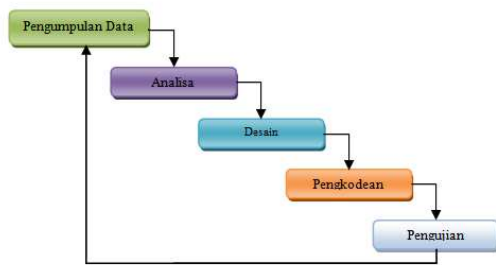 Pengumpulan Data
Analisa
Desain
Pengkodean
Pengujian